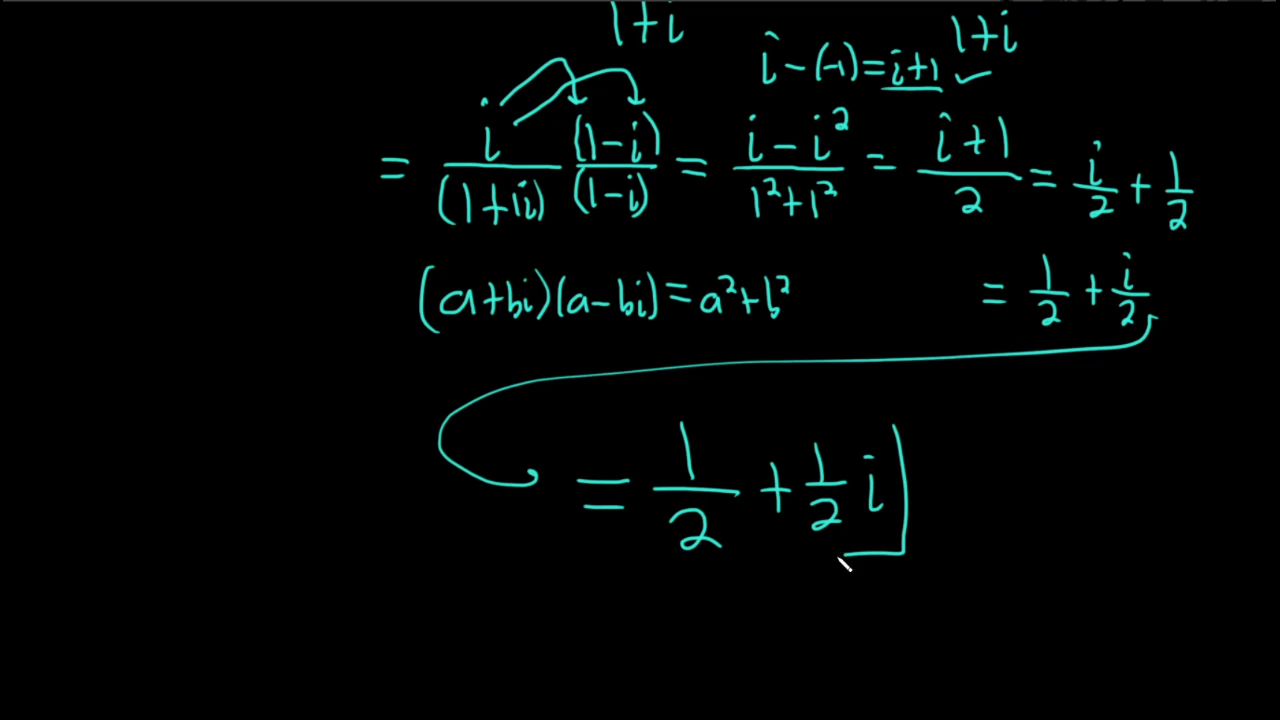 1+i
i-(-1)=i+1 1+i ✓
= i/(1+1i) (1-i)/(1-i) = (i-i²)/(1²+1²) = (i+1)/2 = i/2 + 1/2
(a+bi)(a-bi)=a²+b²
= 1/2 + i/2
= 1/2 + 1/2 i